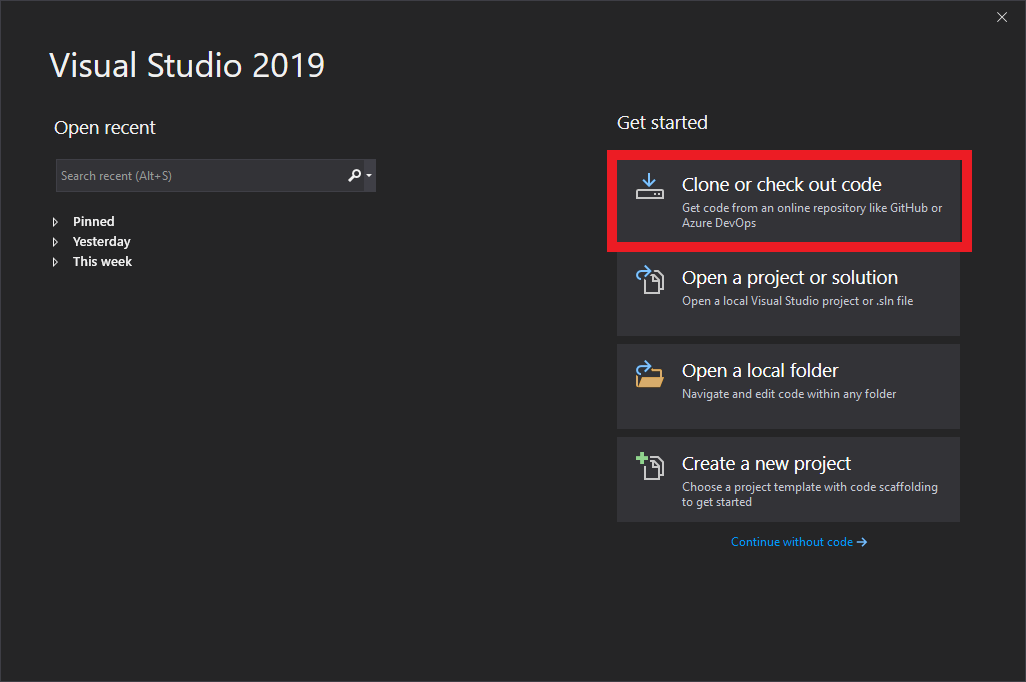 Visual Studio 2019
Open recent
Search recent (Alt+S)
Pinned
Yesterday
This week
Get started
Clone or check out code
Get code from an online repository like GitHub or
Azure DevOps
Open a project or solution
Open a local Visual Studio project or .sln file
Open a local folder
Navigate and edit code within any folder
Create a new project
Choose a project template with code scaffolding
to get started
Continue without code →